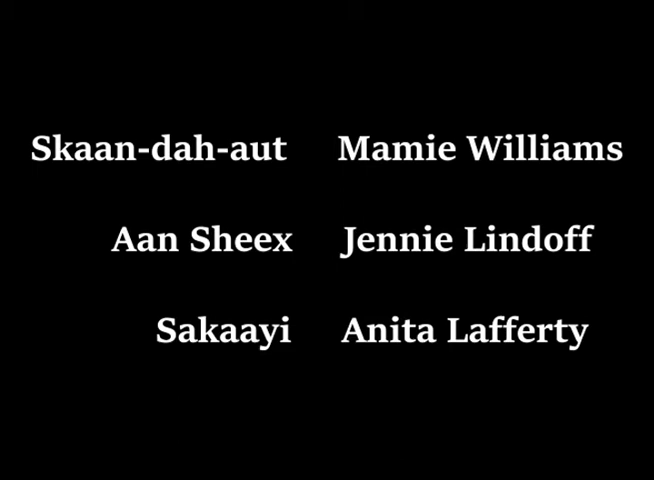 Skaan-dah-aut Mamie Williams
Aan Sheex Jennie Lindoff
Sakaayi Anita Lafferty